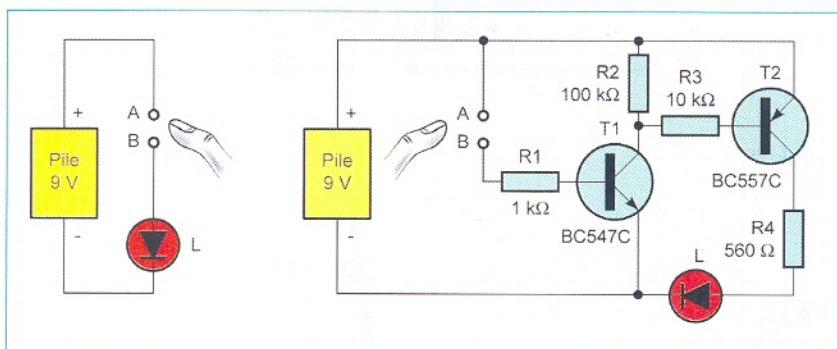 +
A
B
Pile
9 V
-
L
+
A
B
Pile
9 V
-
R1
1 kΩ
R2
100 kΩ
R3
10 kΩ
T1
BC547C
T2
BC557C
R4
560 Ω
L